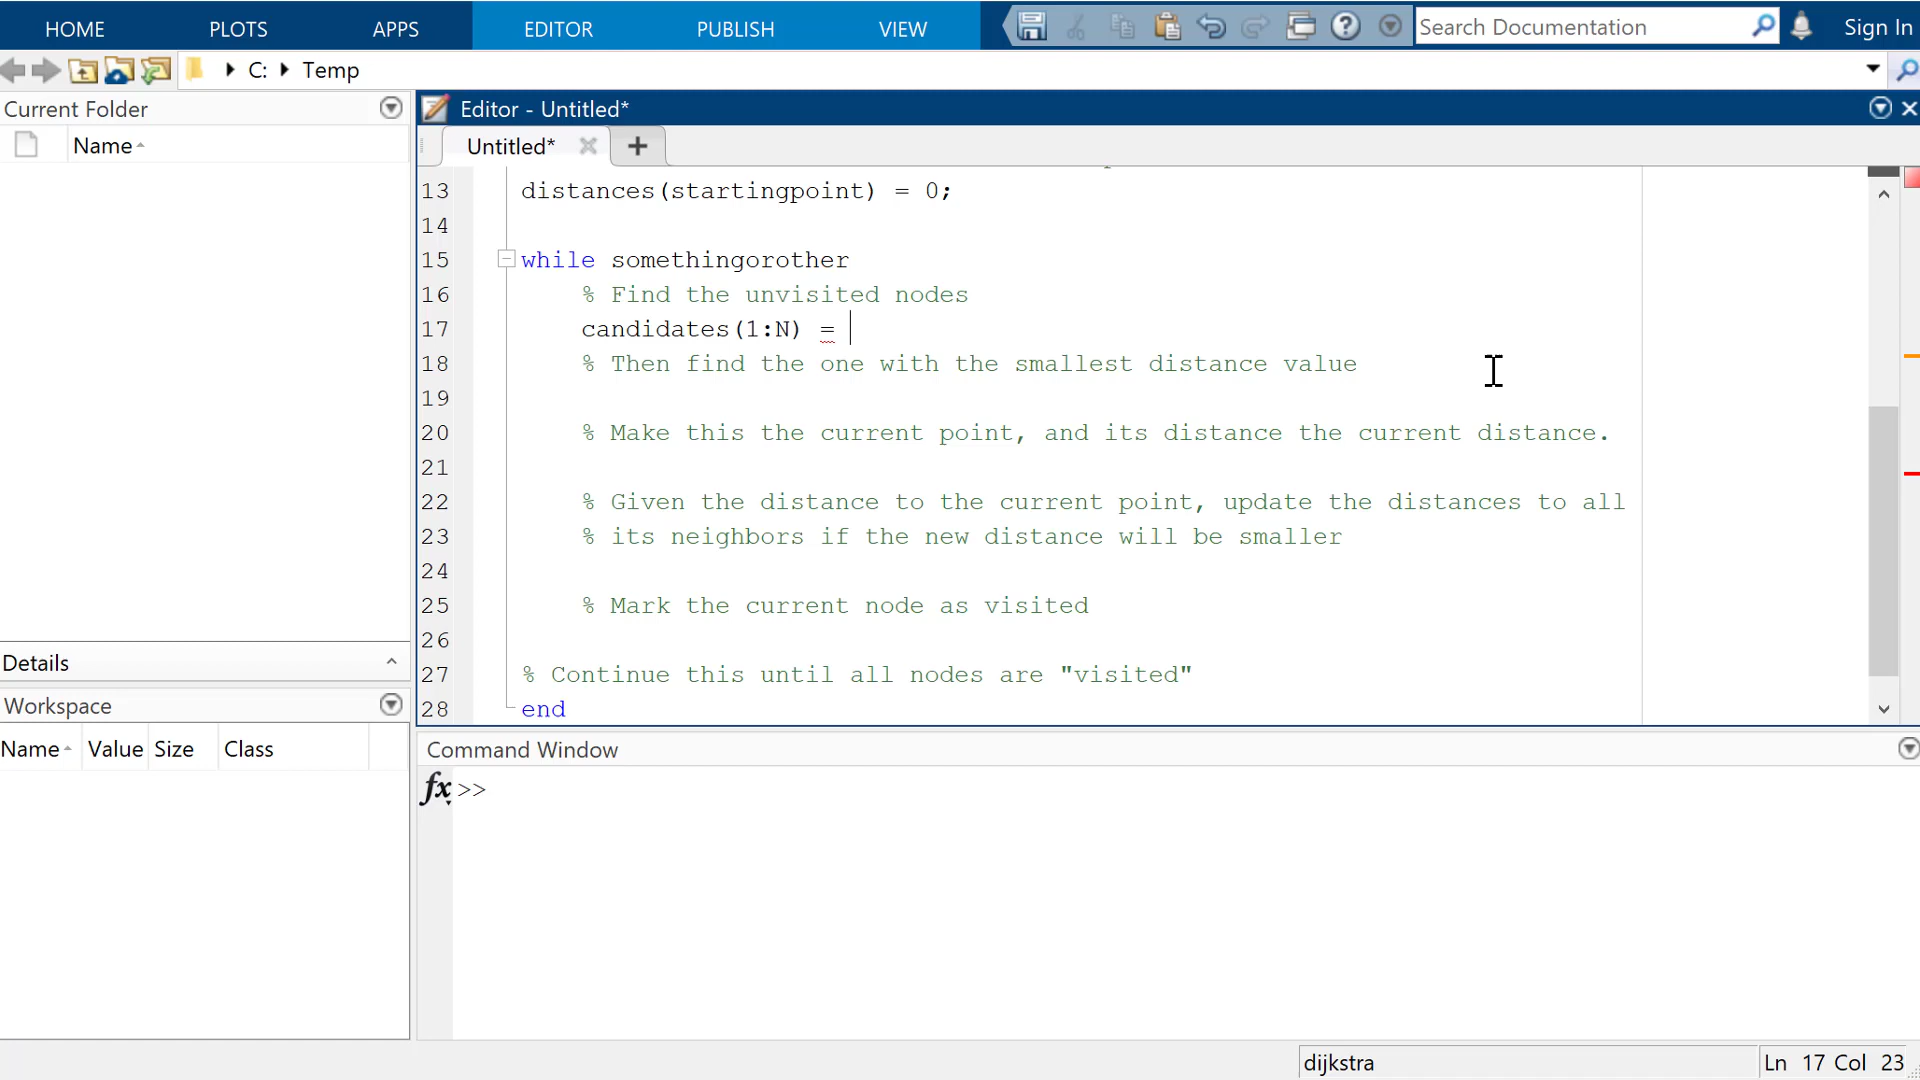 HOME PLOTS APPS EDITOR PUBLISH VIEW Search Documentation Sign In
C: Temp
Current Folder
Editor - Untitled*
Name
Untitled*
13 distances(startingpoint) = 0;
14
15 while somethingorother
16 % Find the unvisited nodes
17 candidates(1:N) =
18 % Then find the one with the smallest distance value
19
20 % Make this the current point, and its distance the current distance.
21
22 % Given the distance to the current point, update the distances to all
23 % its neighbors if the new distance will be smaller
24
25 % Mark the current node as visited
26
27 % Continue this until all nodes are "visited"
28 end
Details
Workspace
Name Value Size Class
Command Window
fx >>
dijkstra Ln 17 Col 23